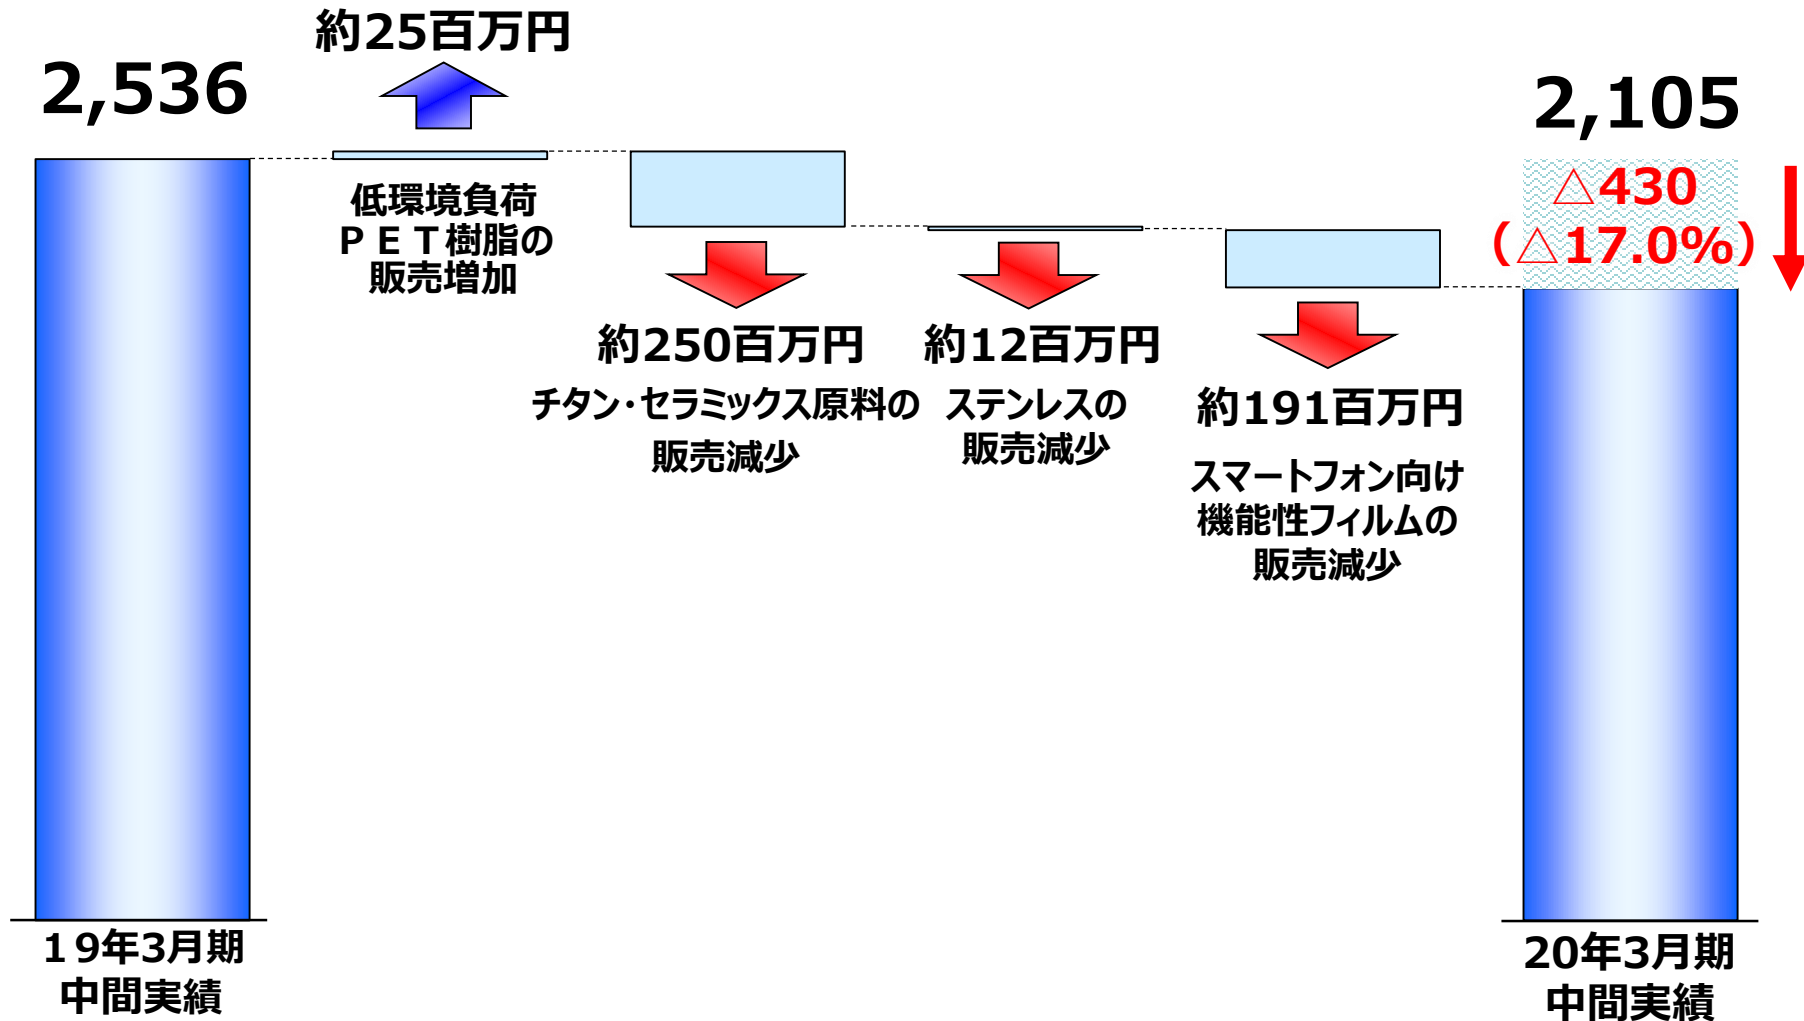 2,536
約25百万円
低環境負荷
ＰＥＴ樹脂の
販売増加
約250百万円
チタン・セラミックス原料の
販売減少
約12百万円
ステンレスの
販売減少
約191百万円
スマートフォン向け
機能性フィルムの
販売減少
2,105
△430
(△17.0%)
１9年3月期
中間実績
20年3月期
中間実績